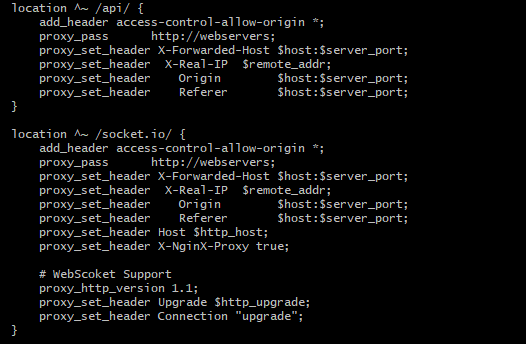 location ^~ /api/ {
    add_header access-control-allow-origin *;
    proxy_pass      http://webservers;
    proxy_set_header X-Forwarded-Host $host:$server_port;
    proxy_set_header  X-Real-IP  $remote_addr;
    proxy_set_header    Origin        $host:$server_port;
    proxy_set_header    Referer       $host:$server_port;
}

location ^~ /socket.io/ {
    add_header access-control-allow-origin *;
    proxy_pass      http://webservers;
    proxy_set_header X-Forwarded-Host $host:$server_port;
    proxy_set_header  X-Real-IP  $remote_addr;
    proxy_set_header    Origin        $host:$server_port;
    proxy_set_header    Referer       $host:$server_port;
    proxy_set_header Host $http_host;
    proxy_set_header X-NginX-Proxy true;

    # WebScoket Support
    proxy_http_version 1.1;
    proxy_set_header Upgrade $http_upgrade;
    proxy_set_header Connection "upgrade";
}